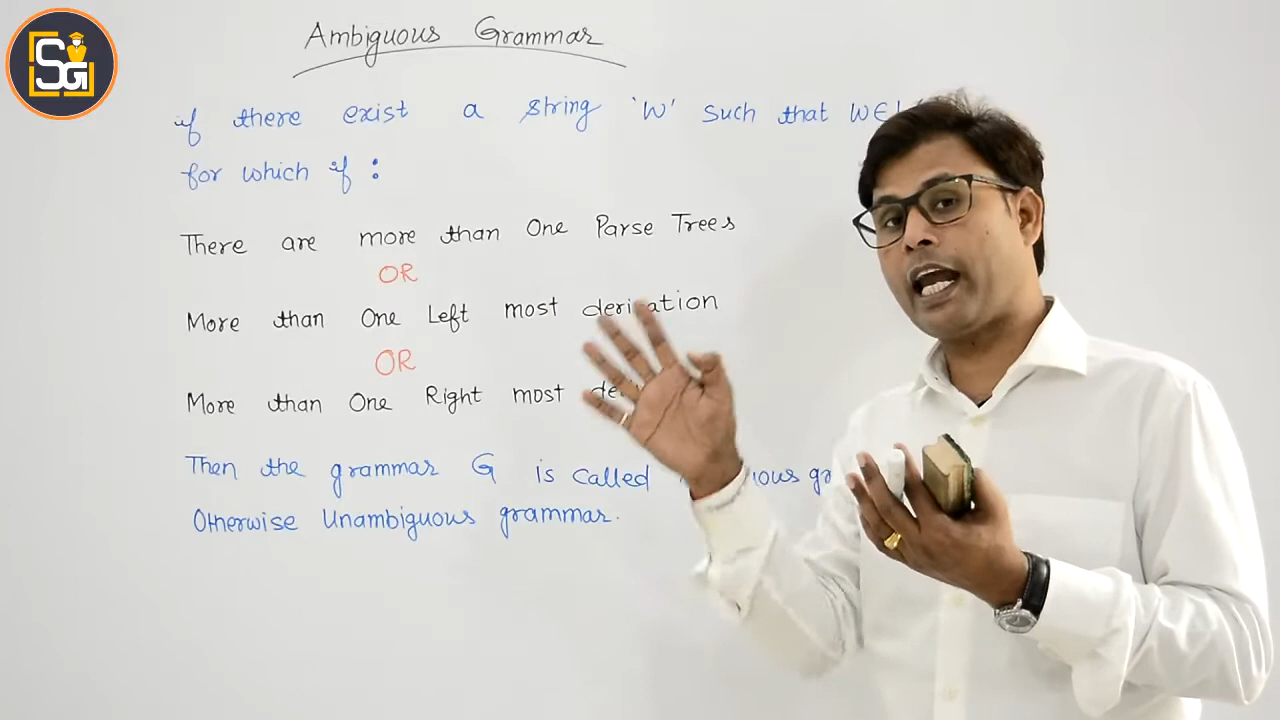 SG
Ambiguous Grammar
if there exist a string 'W' such that W∈
for which if :
There are more than One Parse Trees
OR
More than One Left most derivation
OR
More than One Right most
Then the grammar G is called
Otherwise Unambiguous grammar.